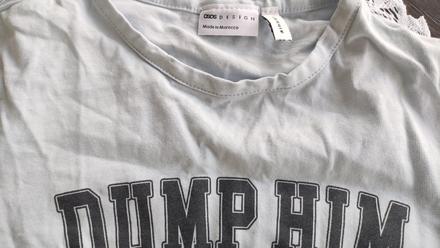 asos DESIGN
Made in Morocco
DUMP HIM